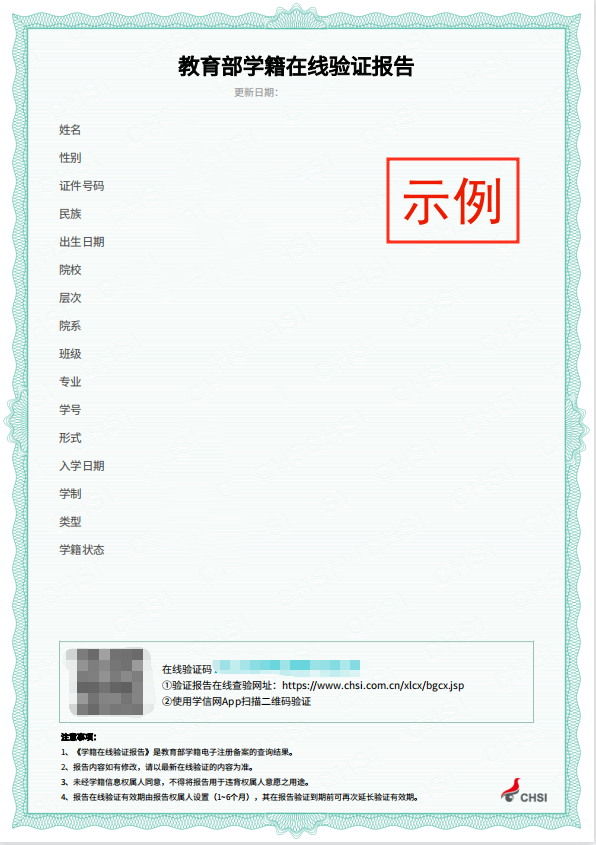 教育部学籍在线验证报告
更新日期：
姓名
性别
证件号码
示例
民族
出生日期
院校
层次
院系
班级
专业
学号
形式
入学日期
学制
类型
学籍状态
在线验证码：
①验证报告在线查验网址：https://www.chsi.com.cn/xlcx/bgcx.jsp
②使用学信网App扫描二维码验证
注意事项：
1、《学籍在线验证报告》是教育部学籍电子注册备案的查询结果。
2、报告内容如有修改，请以最新在线验证的内容为准。
3、未经学籍信息权属人同意，不得将报告用于违背权属人意愿之用途。
4、报告在线验证有效期由报告权属人设置（1~6个月），其在报告验证到期前可再次延长验证有效期。
CHSI